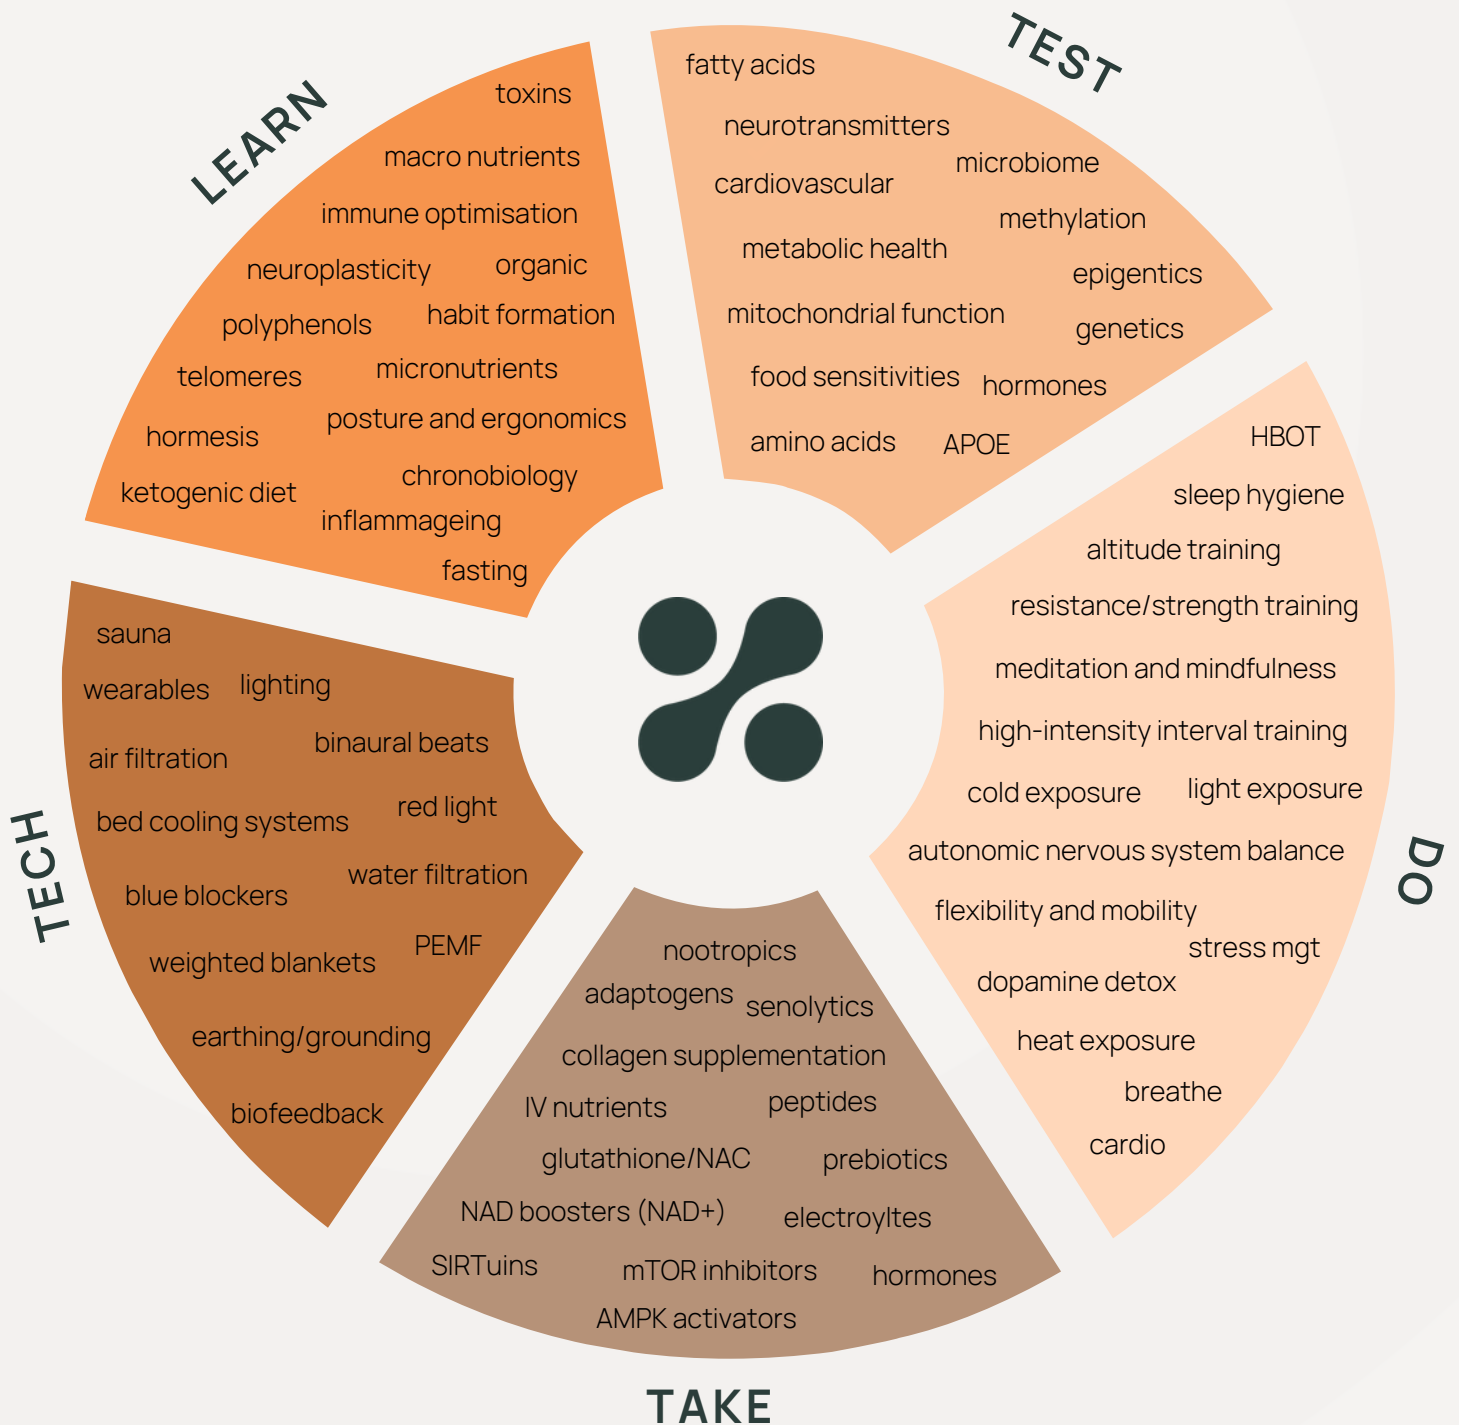 LEARN
toxins
macro nutrients
immune optimisation
neuroplasticity
organic
polyphenols
habit formation
telomeres
micronutrients
posture and ergonomics
hormesis
chronobiology
ketogenic diet
inflammageing
fasting
TEST
fatty acids
neurotransmitters
microbiome
cardiovascular
methylation
metabolic health
epigentics
mitochondrial function
genetics
food sensitivities
hormones
amino acids
APOE
DO
HBOT
sleep hygiene
altitude training
resistance/strength training
meditation and mindfulness
high-intensity interval training
cold exposure
light exposure
autonomic nervous system balance
flexibility and mobility
stress mgt
dopamine detox
heat exposure
breathe
cardio
TAKE
nootropics
adaptogens
senolytics
collagen supplementation
IV nutrients
peptides
glutathione/NAC
prebiotics
NAD boosters (NAD+)
electroyltes
SIRTuins
mTOR inhibitors
hormones
AMPK activators
TECH
sauna
wearables
lighting
binaural beats
air filtration
red light
bed cooling systems
water filtration
blue blockers
PEMF
weighted blankets
earthing/grounding
biofeedback